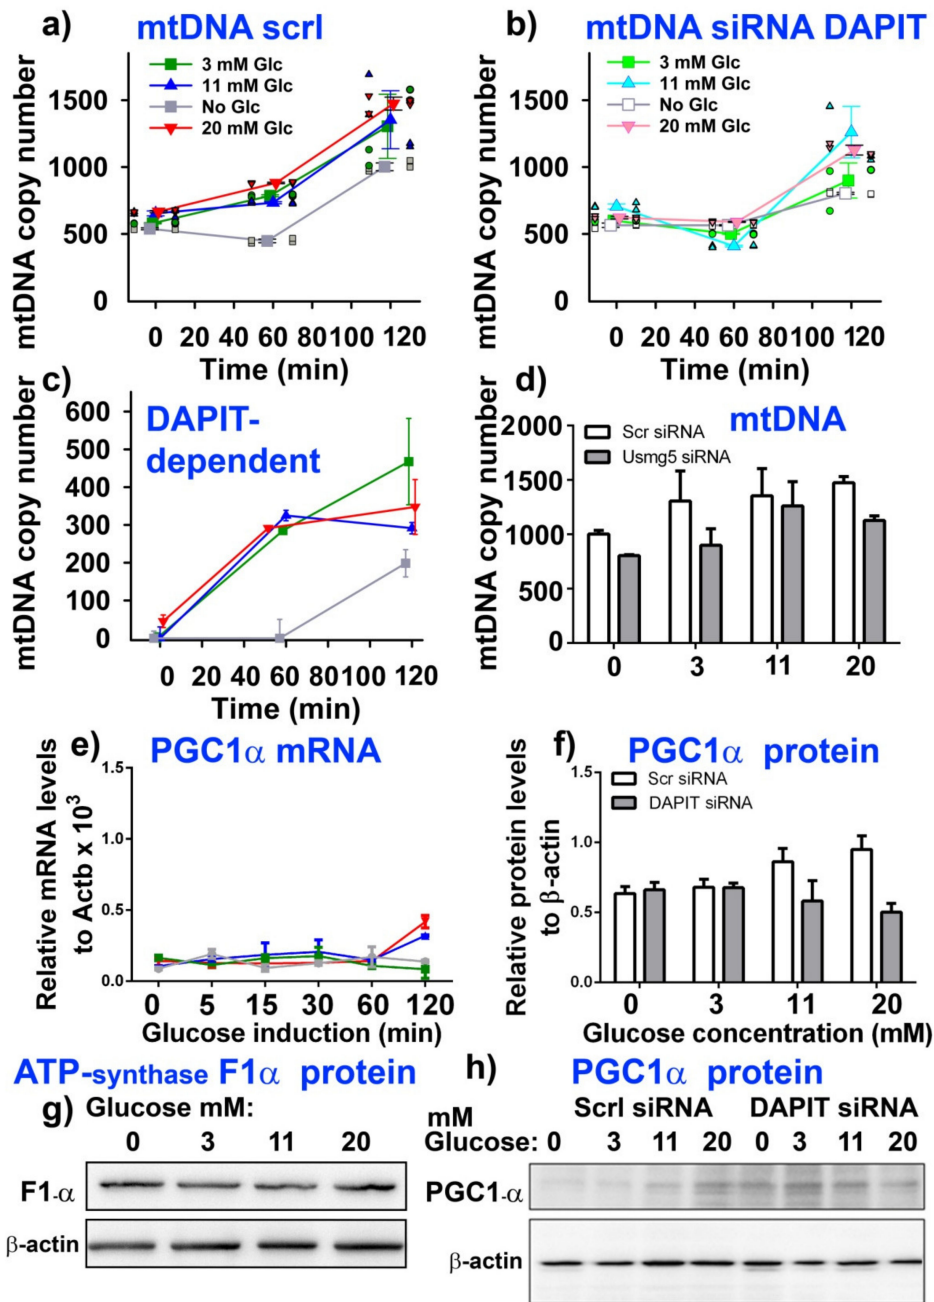 a)
mtDNA scrl
mtDNA copy number
3 mM Glc
11 mM Glc
No Glc
20 mM Glc
1500
1000
500
0
0 20 40 60 80 100 120
Time (min)
b)
mtDNA siRNA DAPIT
mtDNA copy number
3 mM Glc
11 mM Glc
No Glc
20 mM Glc
1500
1000
500
0
0 20 40 60 80 100 120
Time (min)
c)
DAPIT-
dependent
mtDNA copy number
600
500
400
300
200
100
0
0 20 40 60 80 100 120
Time (min)
d)
mtDNA
mtDNA copy number
Scr siRNA
Usmg5 siRNA
2000
1500
1000
500
0
0 3 11 20
e)
PGC1α mRNA
Relative mRNA levels
to Actb x 10³
1.5
1.0
0.5
0.0
0 5 15 30 60 120
Glucose induction (min)
f)
PGC1α protein
Relative protein levels
to β-actin
Scr siRNA
DAPIT siRNA
1.5
1.0
0.5
0.0
0 3 11 20
Glucose concentration (mM)
ATP-synthase F1α protein
g)
Glucose mM:
0 3 11 20
F1-α
β-actin
h)
PGC1α protein
Scrl siRNA DAPIT siRNA
mM
Glucose: 0 3 11 20 0 3 11 20
PGC1-α
β-actin